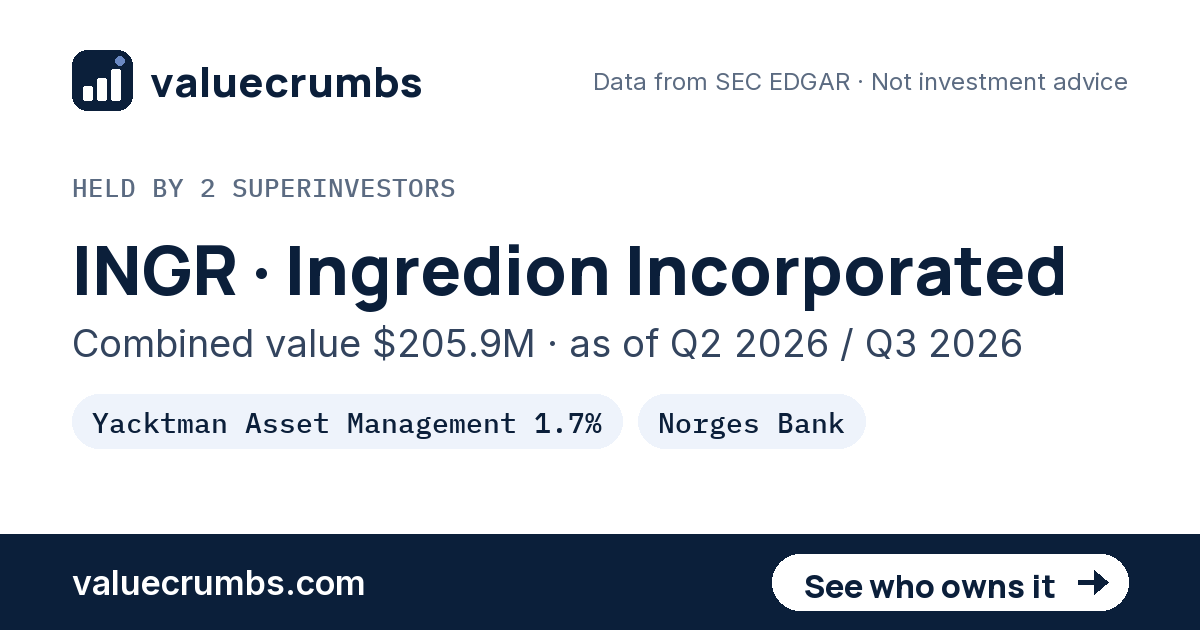 valuecrumbs
Data from SEC EDGAR · Not investment advice
HELD BY 2 SUPERINVESTORS
INGR · Ingredion Incorporated
Combined value $205.9M · as of Q2 2026 / Q3 2026
Yacktman Asset Management 1.7%
Norges Bank
valuecrumbs.com
See who owns it →